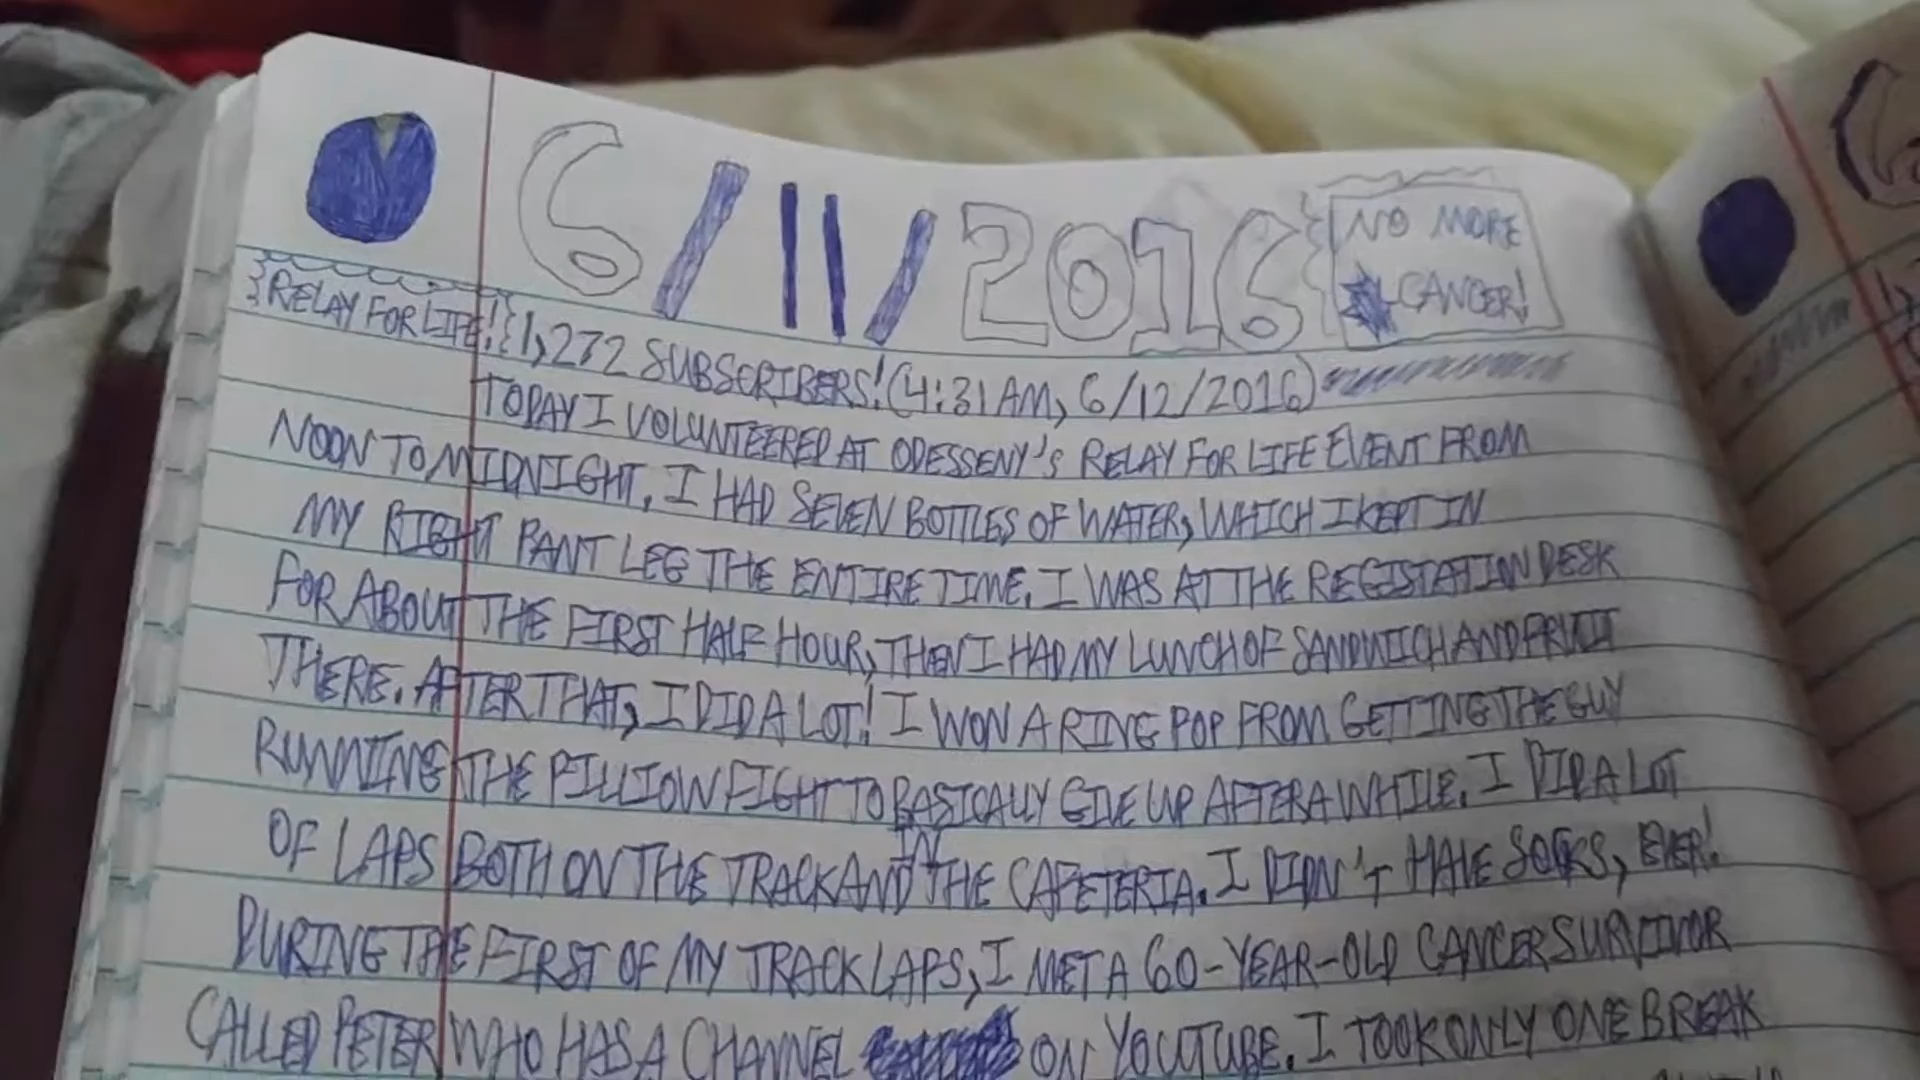 6/11/2016
NO MORE
CANCER!
RELAY FOR LIFE! 1,272 SUBSCRIBERS! (4:31 AM, 6/12/2016)
TODAY I VOLUNTEERED AT ODESSENY'S RELAY FOR LIFE EVENT FROM
NOON TO MIDNIGHT. I HAD SEVEN BOTTLES OF WATER, WHICH I KEPT IN
MY RIGHT PANT LEG THE ENTIRE TIME. I WAS AT THE REGISTATION DESK
FOR ABOUT THE FIRST HALF HOUR, THEN I HAD MY LUNCH OF SANDWICH AND FRUIT
THERE. AFTER THAT, I DID A LOT! I WON A RING POP FROM GETTING THE GUY
RUNNING THE PILLIOW FIGHT TO BASICALLY GIVE UP AFTER A WHILE. I DID A LOT
OF LAPS BOTH ON THE TRACK AND IN THE CAFETERIA. I DIDN'T HAVE SOCKS, EVER!
DURING THE FIRST OF MY TRACK LAPS, I MET A 60-YEAR-OLD CANCER SURVIVOR
CALLED PETER WHO HAS A CHANNEL ON YOUTUBE. I TOOK ONLY ONE BREAK